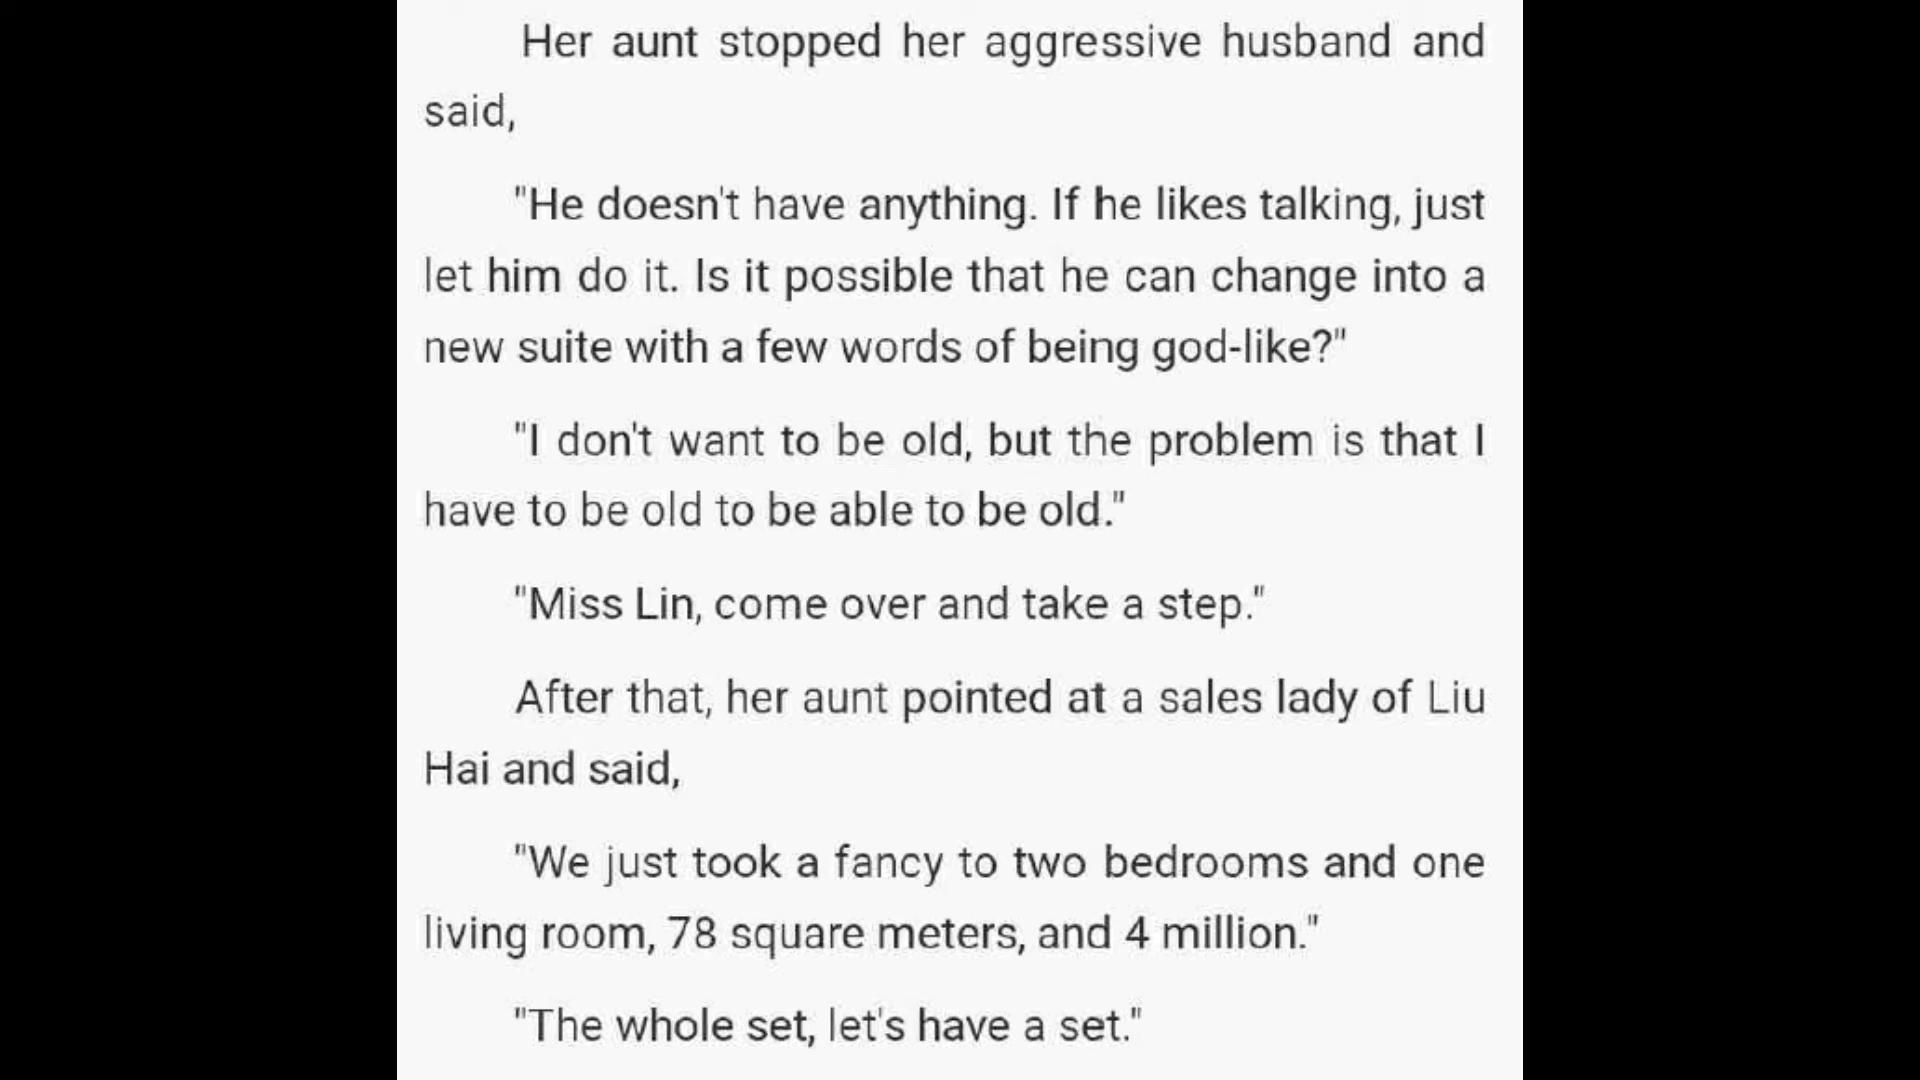 Her aunt stopped her aggressive husband and
said,
"He doesn't have anything. If he likes talking, just
let him do it. Is it possible that he can change into a
new suite with a few words of being god-like?"
"I don't want to be old, but the problem is that I
have to be old to be able to be old."
"Miss Lin, come over and take a step."
After that, her aunt pointed at a sales lady of Liu
Hai and said,
"We just took a fancy to two bedrooms and one
living room, 78 square meters, and 4 million."
"The whole set, let's have a set."